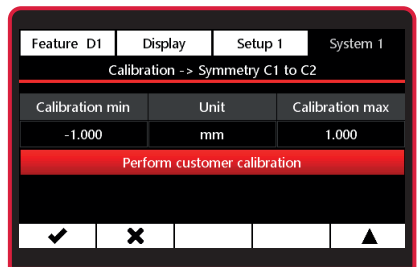 Feature D1 Display Setup 1 System 1
Calibration -> Symmetry C1 to C2
Calibration min Unit Calibration max
-1.000 mm 1.000
Perform customer calibration